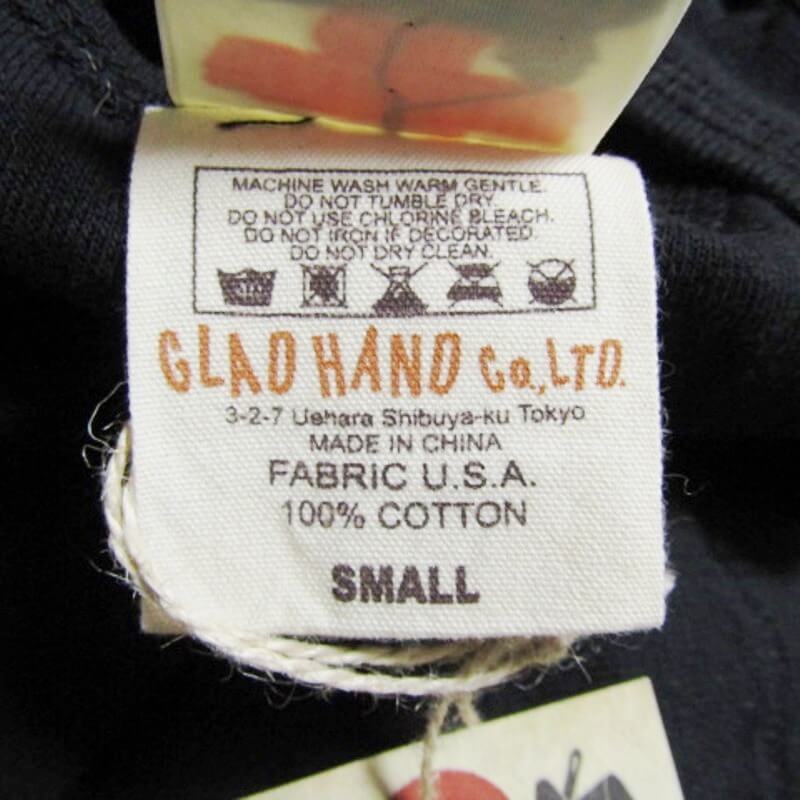 MACHINE WASH WARM GENTLE.
DO NOT TUMBLE DRY.
DO NOT USE CHLORINE BLEACH.
DO NOT IRON IF DECORATED.
DO NOT DRY CLEAN.
GLAD HAND Co., LTD.
3-2-7 Uehara Shibuya-ku Tokyo
MADE IN CHINA
FABRIC U.S.A.
100% COTTON
SMALL